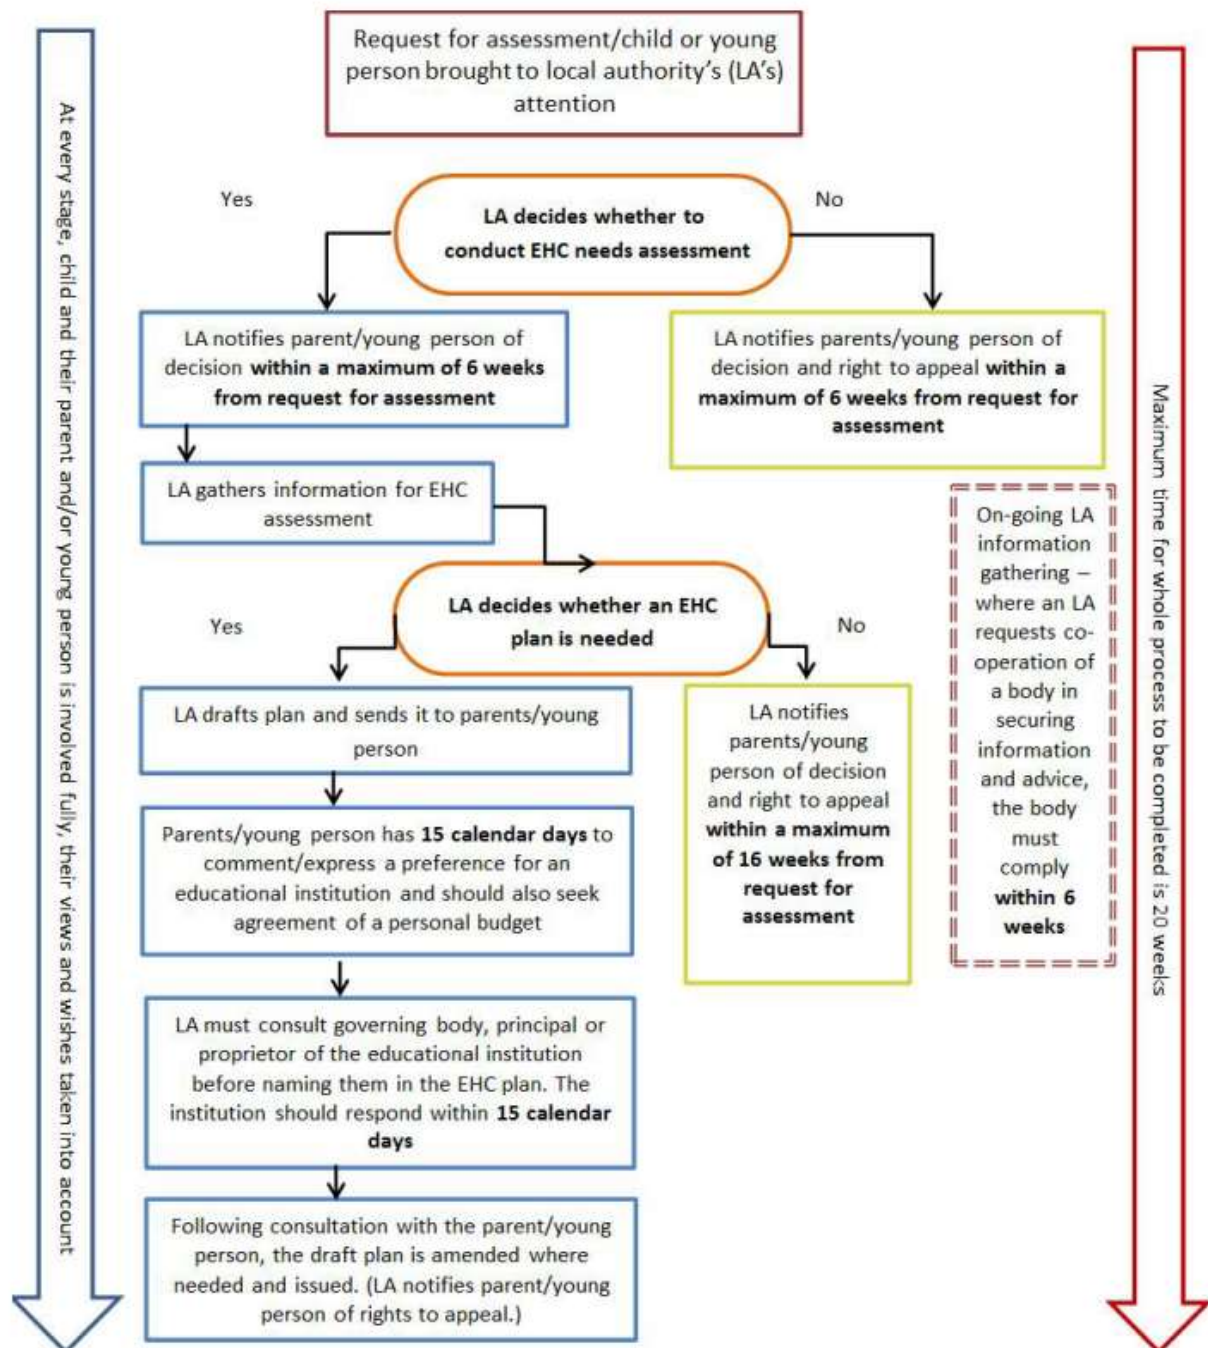 Request for assessment/child or young
person brought to local authority's (LA's)
attention
Yes
No
LA decides whether to
conduct EHC needs assessment
LA notifies parent/young person of
decision within a maximum of 6 weeks
from request for assessment
LA notifies parents/young person of
decision and right to appeal within a
maximum of 6 weeks from request for
assessment
LA gathers information for EHC
assessment
On-going LA
information
gathering –
where an LA
requests co-
operation of
a body in
securing
information
and advice,
the body
must
comply
within 6
weeks
LA decides whether an EHC
plan is needed
Yes
No
LA drafts plan and sends it to parents/young
person
LA notifies
parents/young
person of decision
and right to appeal
within a maximum
of 16 weeks from
request for
assessment
Parents/young person has 15 calendar days to
comment/express a preference for an
educational institution and should also seek
agreement of a personal budget
LA must consult governing body, principal or
proprietor of the educational institution
before naming them in the EHC plan. The
institution should respond within 15 calendar
days
Following consultation with the parent/young
person, the draft plan is amended where
needed and issued. (LA notifies parent/young
person of rights to appeal.)
At every stage, child and their parent and/or young person is involved fully, their views and wishes taken into account
Maximum time for whole process to be completed is 20 weeks